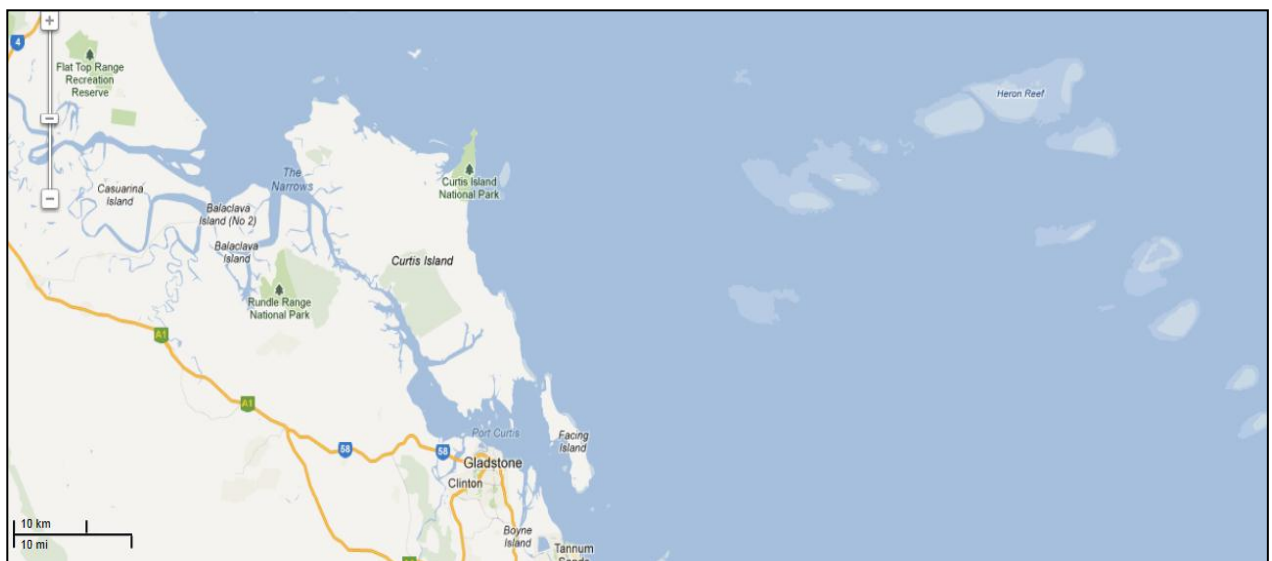 +
4
Flat Top Range
Recreation
Reserve
−
−
Heron Reef
The
Narrows
Casuarina
Island
Curtis Island
National Park
Balaclava
Island (No 2)
Balaclava
Island
Curtis Island
Rundle Range
National Park
A1
A1
58
58
Port Curtis
Facing
Island
Gladstone
Clinton
10 km
10 mi
Boyne
Island
Tannum